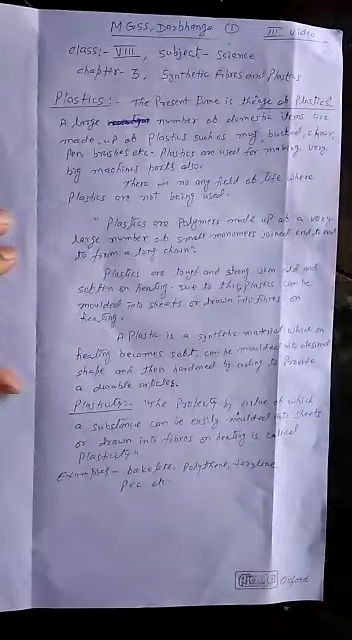 MGSS, Darbhanga ① III video
class:- VIII, subject- science
chapter- 3, Synthetic Fibres and Plastics
Plastics:- The Present time is the age of Plastics.
A large number of domestic items are
made up of Plastics such as mug, bucket, chair,
Pen brushes etc. Plastics are used for making very
big machines parts also.
There is no any field of life where
Plastics are not being used.
"Plastics are Polymers made up of a very
large number of small monomers joined end to end
to form a long chain".
Plastics are tough and strong when cold and
soften on heating. Due to this, Plastics can be
moulded into sheets or drawn into fibres on
heating.
A Plastic is a synthetic material which on
heating becomes soft, can be moulded into desired
shape and then hardened by cooling to Provide
a durable articles.
Plasticity:- "The Property by virtue of which
a substance can be easily moulded into sheets
or drawn into fibres on heating is called
Plasticity".
Examples- bakelite, Polythene, terylene
Pvc etc.
Oxford